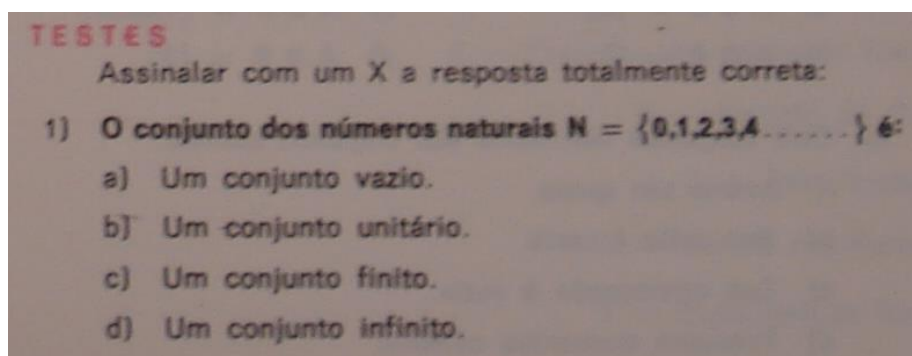 TESTES
Assinalar com um X a resposta totalmente correta:
1) O conjunto dos números naturais N = {0,1,2,3,4.......} é:
a) Um conjunto vazio.
b) Um conjunto unitário.
c) Um conjunto finito.
d) Um conjunto infinito.